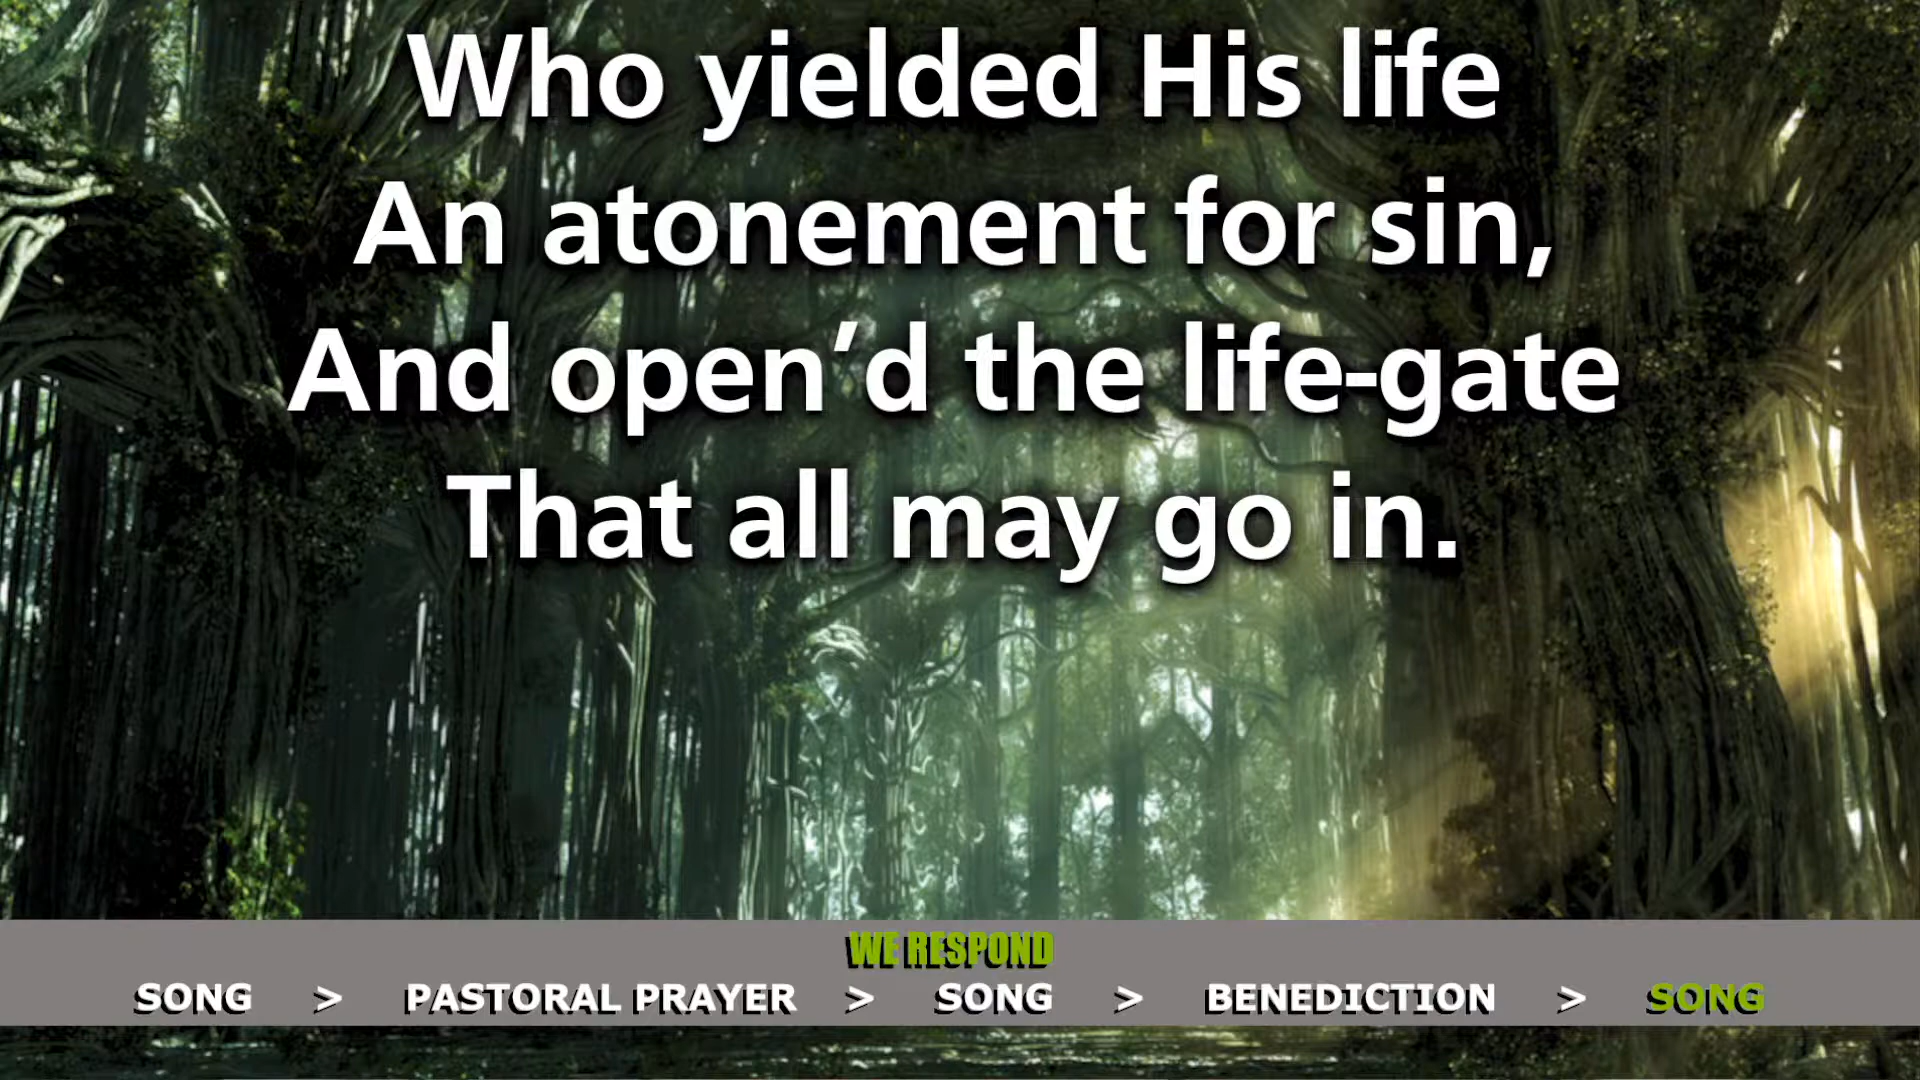 Who yielded His life
An atonement for sin,
And open’d the life-gate
That all may go in.
WE RESPOND
SONG > PASTORAL PRAYER > SONG > BENEDICTION > SONG